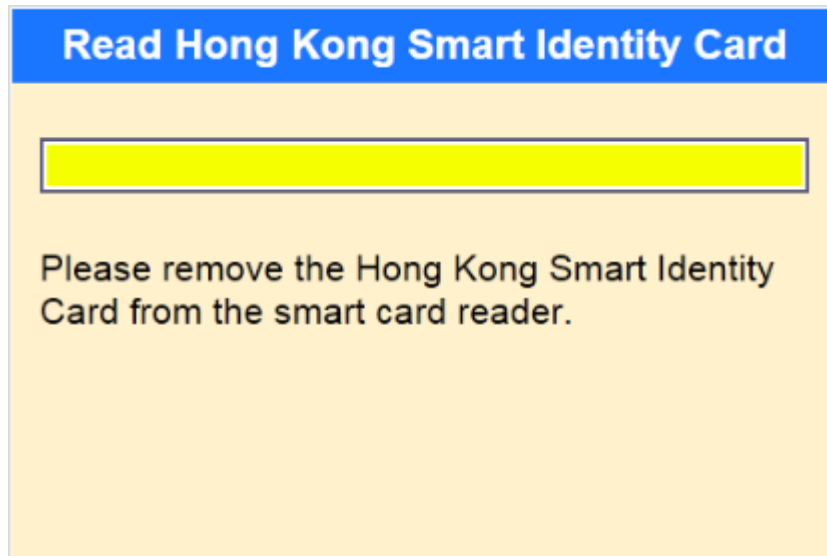 Read Hong Kong Smart Identity Card
Please remove the Hong Kong Smart Identity
Card from the smart card reader.